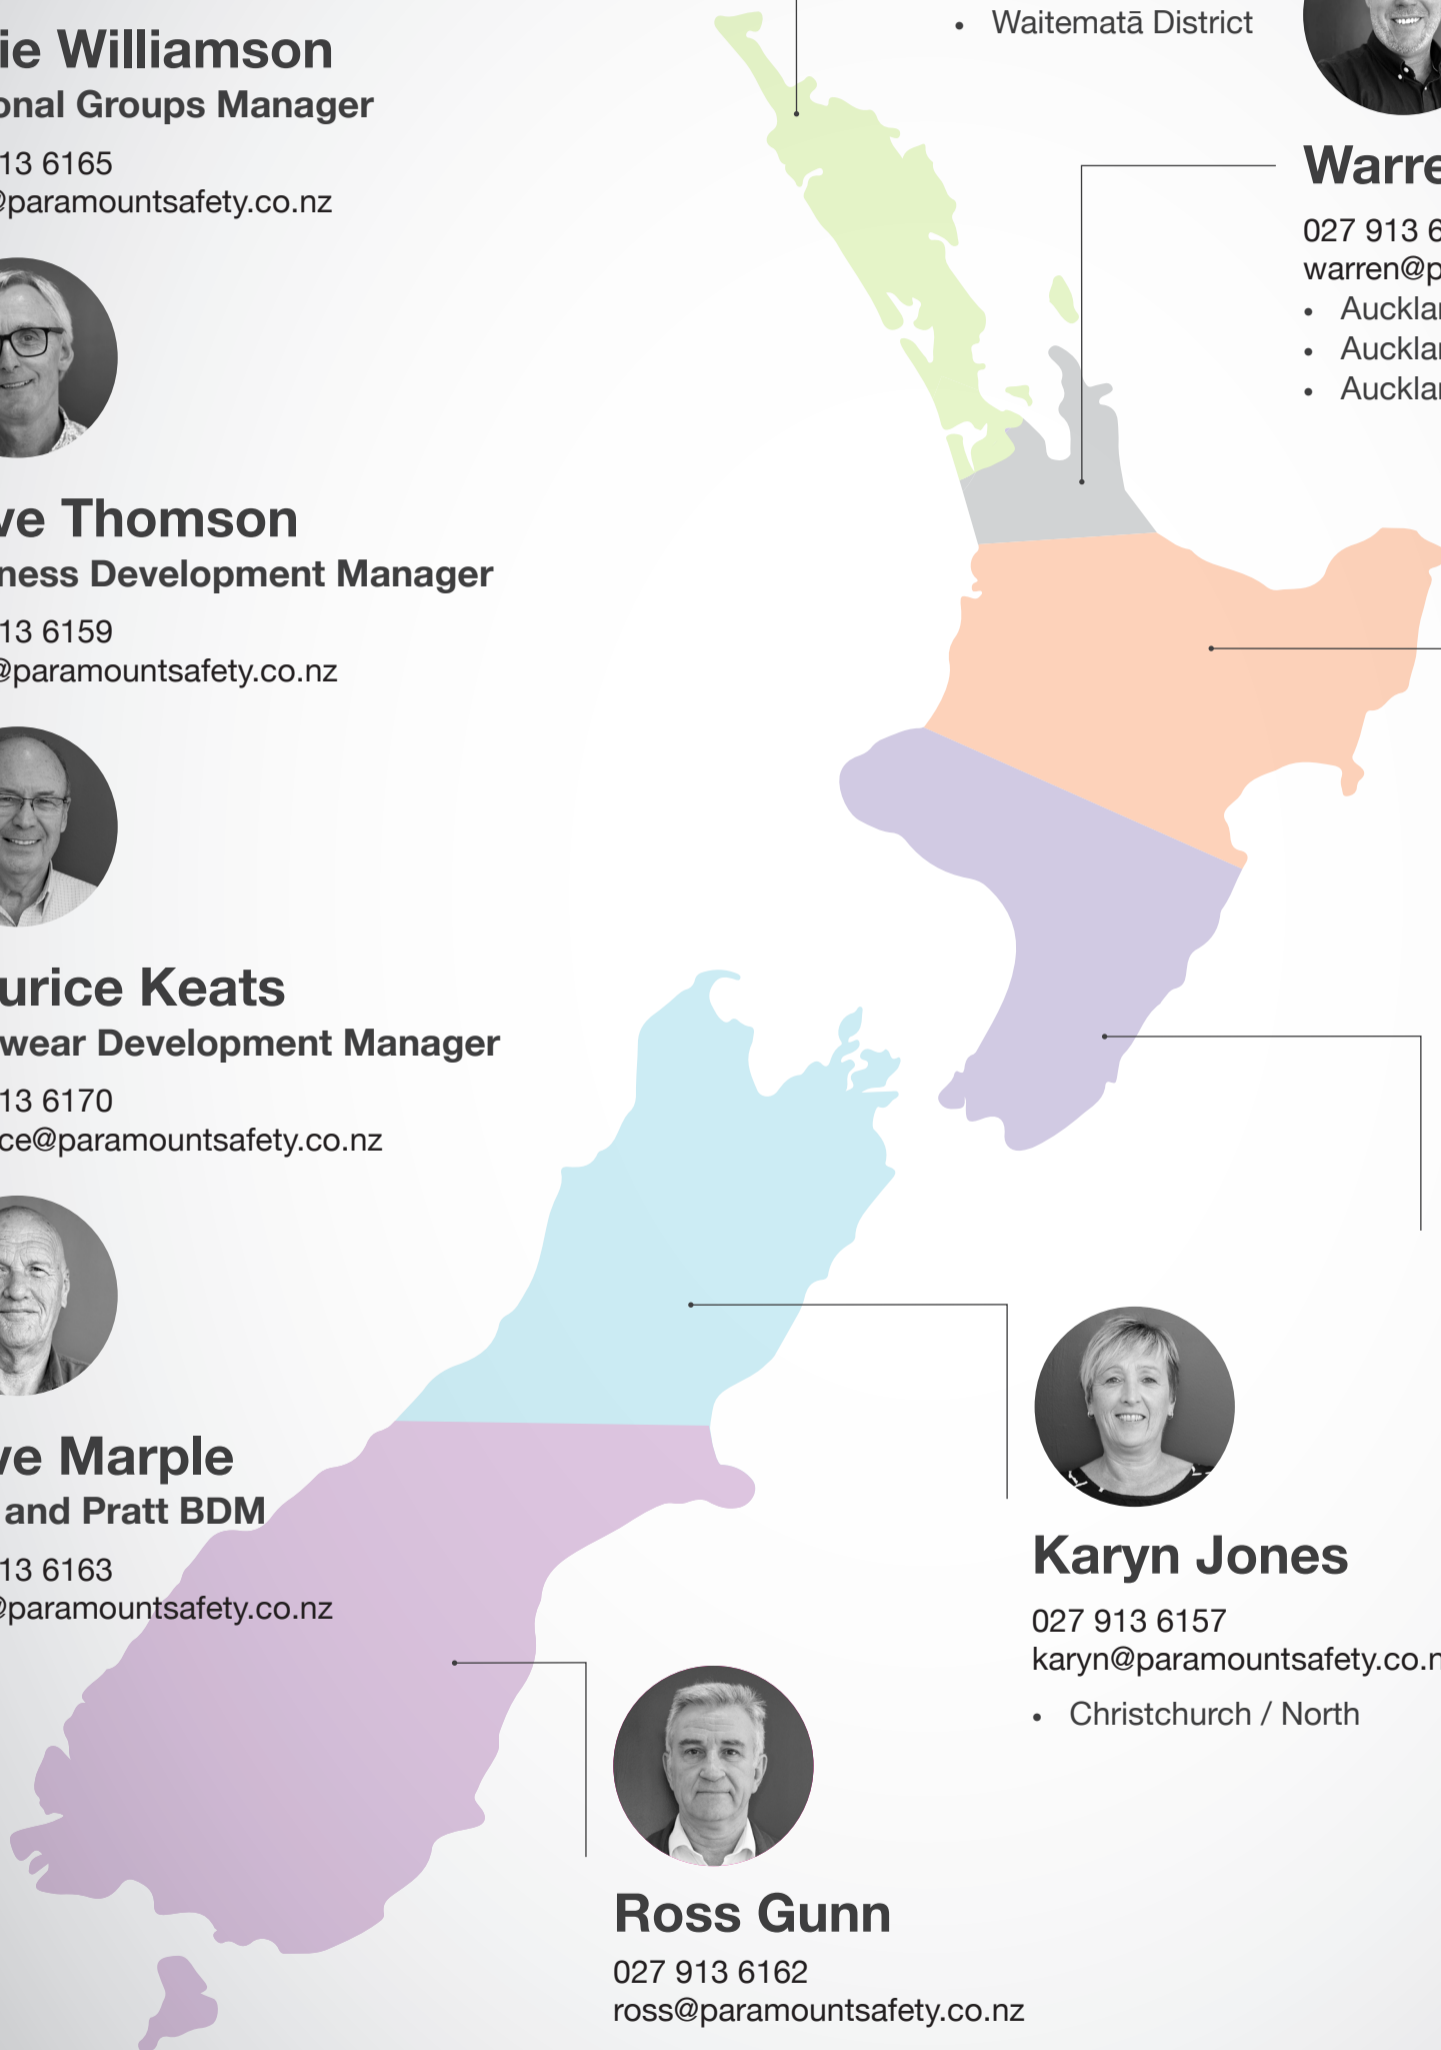 ie Williamson
onal Groups Manager
13 6165
@paramountsafety.co.nz
ve Thomson
ness Development Manager
13 6159
@paramountsafety.co.nz
urice Keats
wear Development Manager
13 6170
ce@paramountsafety.co.nz
ve Marple
and Pratt BDM
13 6163
@paramountsafety.co.nz
• Waitematā District
Warre
027 913 6
warren@p
• Aucklan
• Aucklan
• Aucklan
Karyn Jones
027 913 6157
karyn@paramountsafety.co.n
• Christchurch / North
Ross Gunn
027 913 6162
ross@paramountsafety.co.nz